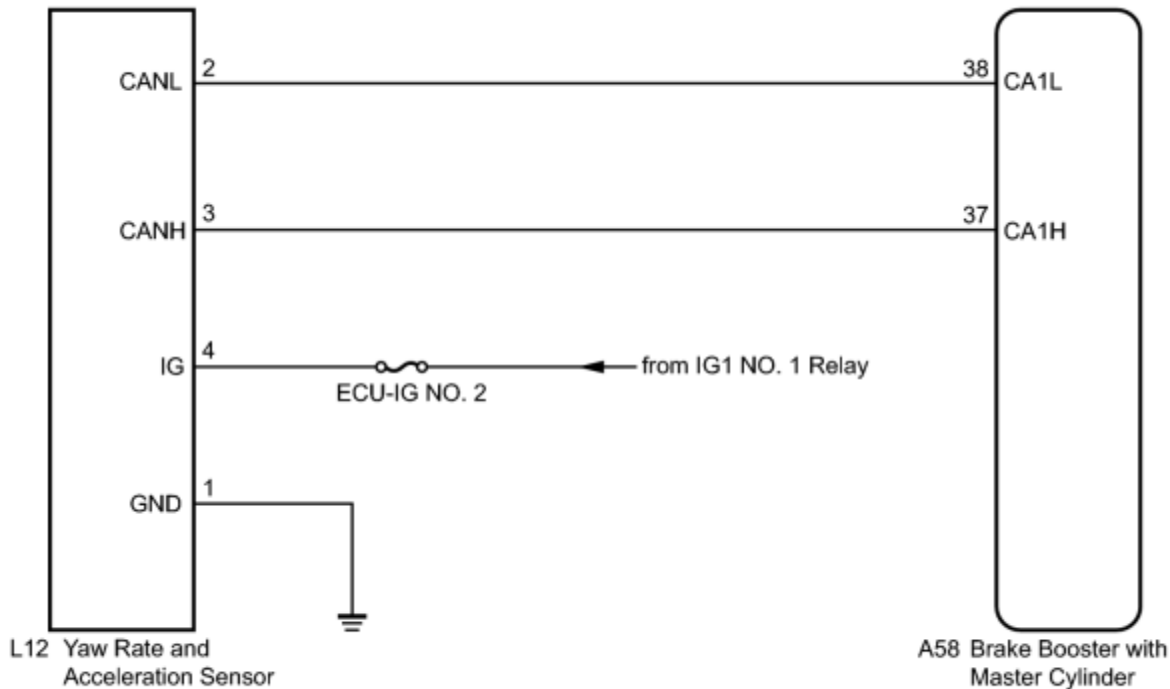 CANL 2 38 CA1L
CANH 3 37 CA1H
IG 4 from IG1 NO. 1 Relay
ECU-IG NO. 2
GND 1
L12 Yaw Rate and
Acceleration Sensor
A58 Brake Booster with
Master Cylinder